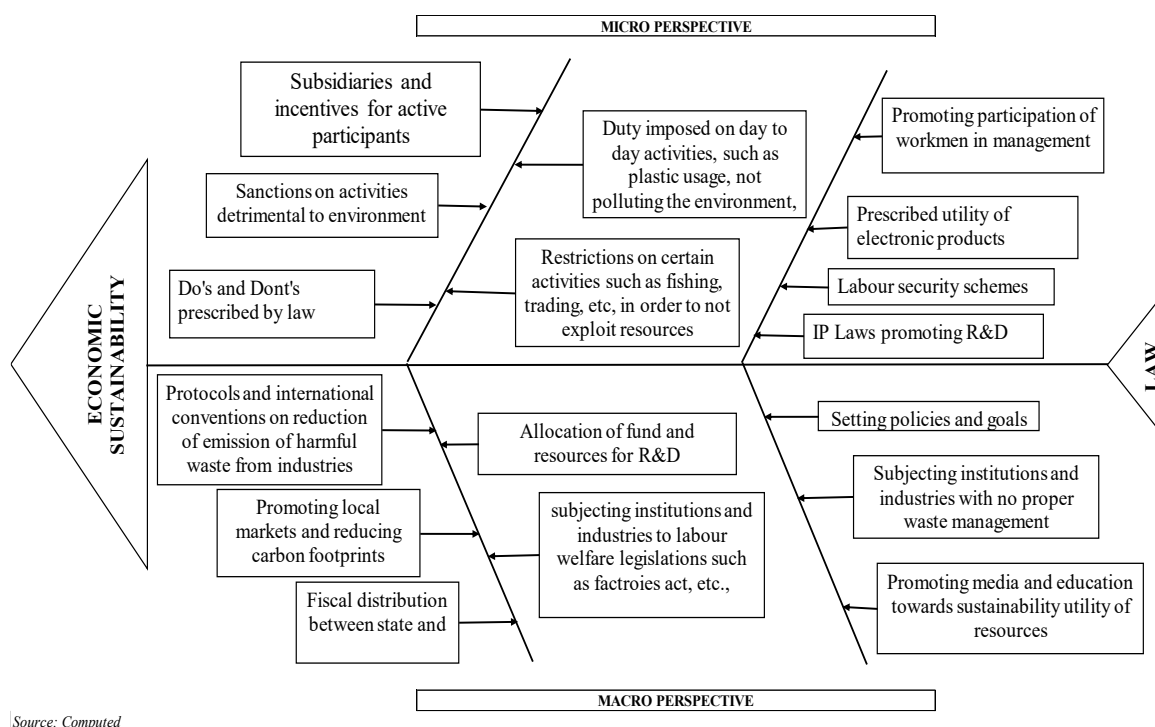 MICRO PERSPECTIVE
Subsidiaries and
incentives for active
participants
Duty imposed on day to
day activities, such as
plastic usage, not
polluting the environment,
Promoting participation of
workmen in management
Sanctions on activities
detrimental to environment
Prescribed utility of
electronic products
Do's and Dont's
prescribed by law
Restrictions on certain
activities such as fishing,
trading, etc, in order to not
exploit resources
Labour security schemes
IP Laws promoting R&D
ECONOMIC
SUSTAINABILITY
LAW
Protocols and international
conventions on reduction
of emission of harmful
waste from industries
Allocation of fund and
resources for R&D
Setting policies and goals
Promoting local
markets and reducing
carbon footprints
subjecting institutions and
industries to labour
welfare legislations such
as factroies act, etc.,
Subjecting institutions and
industries with no proper
waste management
Fiscal distribution
between state and
Promoting media and education
towards sustainability utility of
resources
MACRO PERSPECTIVE
Source: Computed